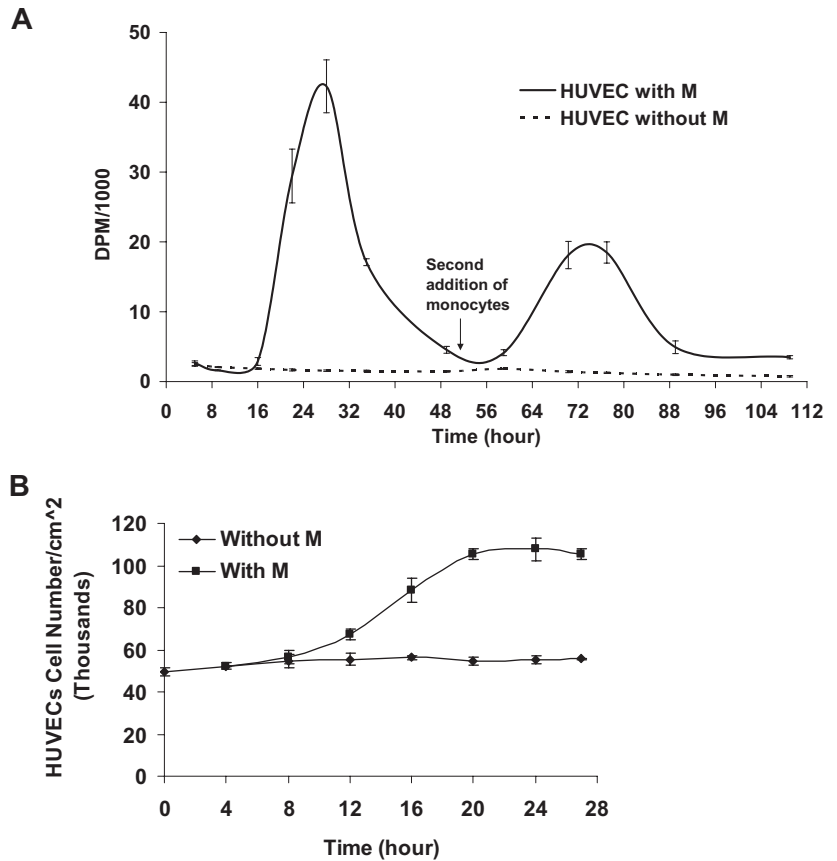 A
50
40
30
20
10
0
DPM/1000
HUVEC with M
HUVEC without M
Second
addition of
monocytes
0 8 16 24 32 40 48 56 64 72 80 88 96 104 112
Time (hour)
B
120
100
80
60
40
20
0
HUVECs Cell Number/cm^2
(Thousands)
Without M
With M
0 4 8 12 16 20 24 28
Time (hour)